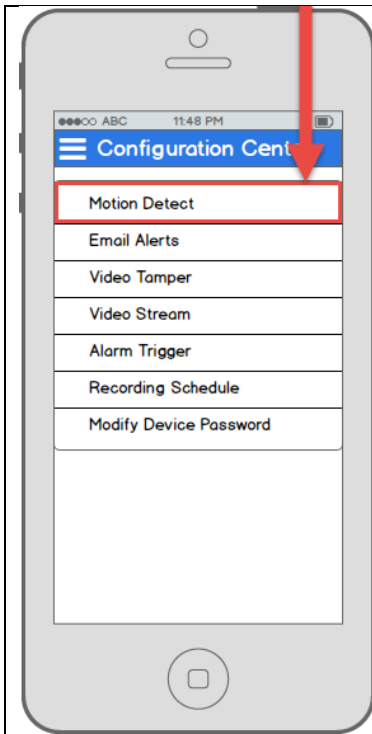 ABC 11:48 PM
Configuration Cent
Motion Detect
Email Alerts
Video Tamper
Video Stream
Alarm Trigger
Recording Schedule
Modify Device Password